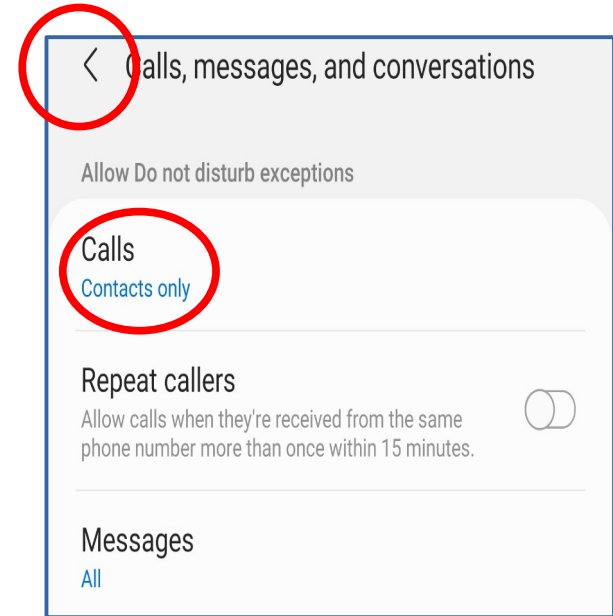 Calls, messages, and conversations
Allow Do not disturb exceptions
Calls
Contacts only
Repeat callers
Allow calls when they're received from the same
phone number more than once within 15 minutes.
Messages
All